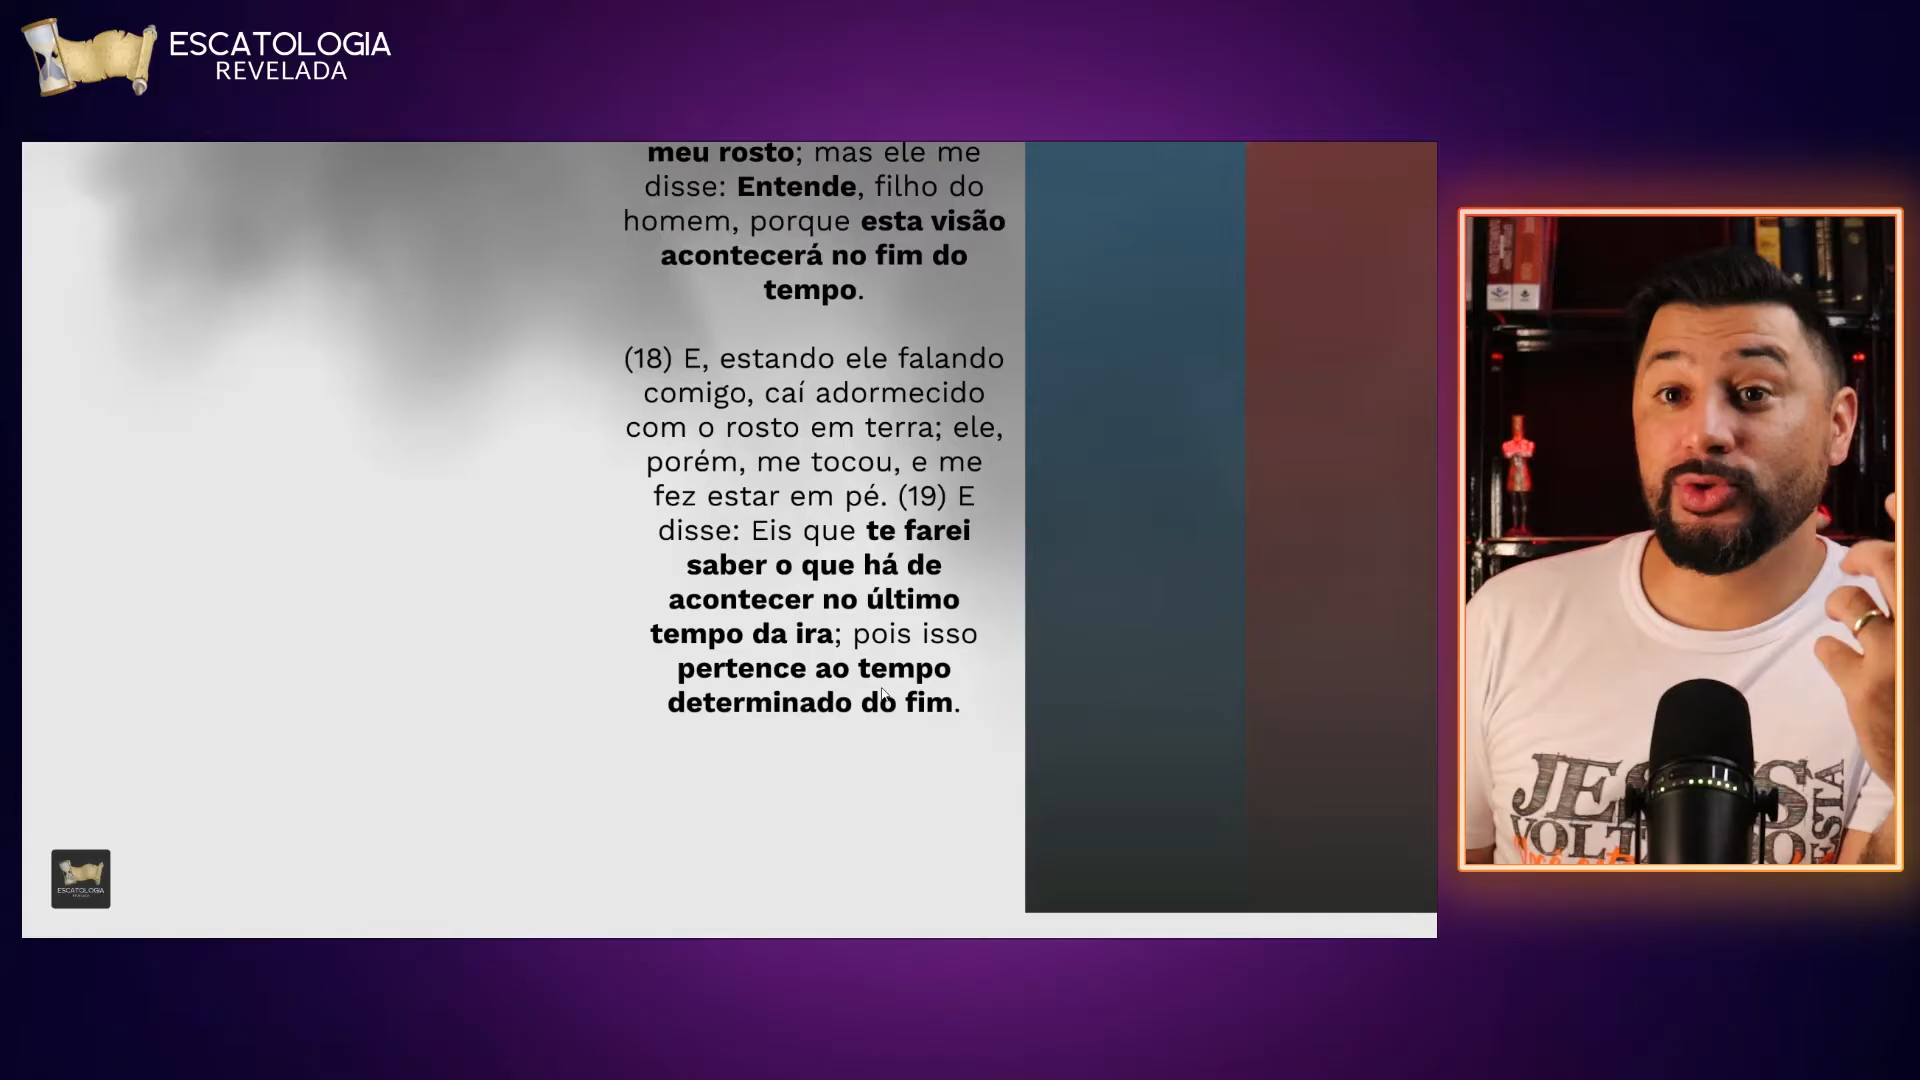 ESCATOLOGIA
REVELADA
meu rosto; mas ele me
disse: Entende, filho do
homem, porque esta visão
acontecerá no fim do
tempo.
(18) E, estando ele falando
comigo, caí adormecido
com o rosto em terra; ele,
porém, me tocou, e me
fez estar em pé. (19) E
disse: Eis que te farei
saber o que há de
acontecer no último
tempo da ira; pois isso
pertence ao tempo
determinado do fim.
ESCATOLOGIA
REVELADA